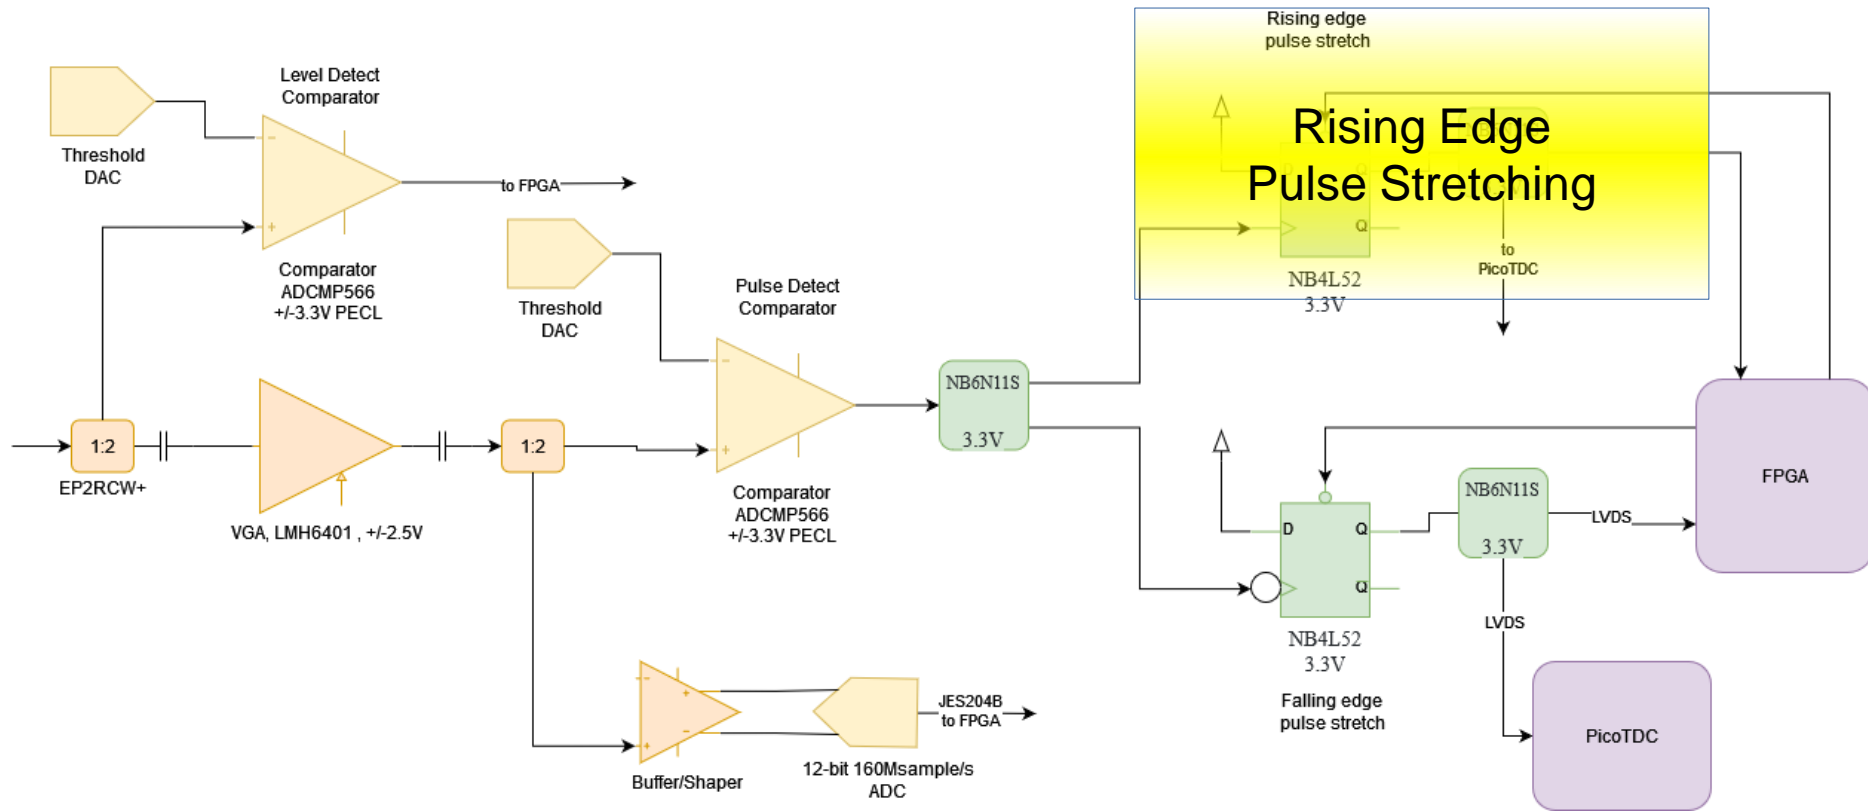 Rising edge
pulse stretch
Level Detect
Comparator
Threshold
DAC
−
+
to FPGA
Comparator
ADCMP566
+/-3.3V PECL
Rising Edge
Pulse Stretching
D
Q
Q
to
PicoTDC
NB4L52
3.3V
Threshold
DAC
Pulse Detect
Comparator
−
+
Comparator
ADCMP566
+/-3.3V PECL
1:2
EP2RCW+
VGA, LMH6401 , +/-2.5V
1:2
NB6N11S
3.3V
D
Q
Q
NB4L52
3.3V
Falling edge
pulse stretch
NB6N11S
3.3V
LVDS
LVDS
FPGA
PicoTDC
−
+
+
−
Buffer/Shaper
12-bit 160Msample/s
ADC
JES204B
to FPGA